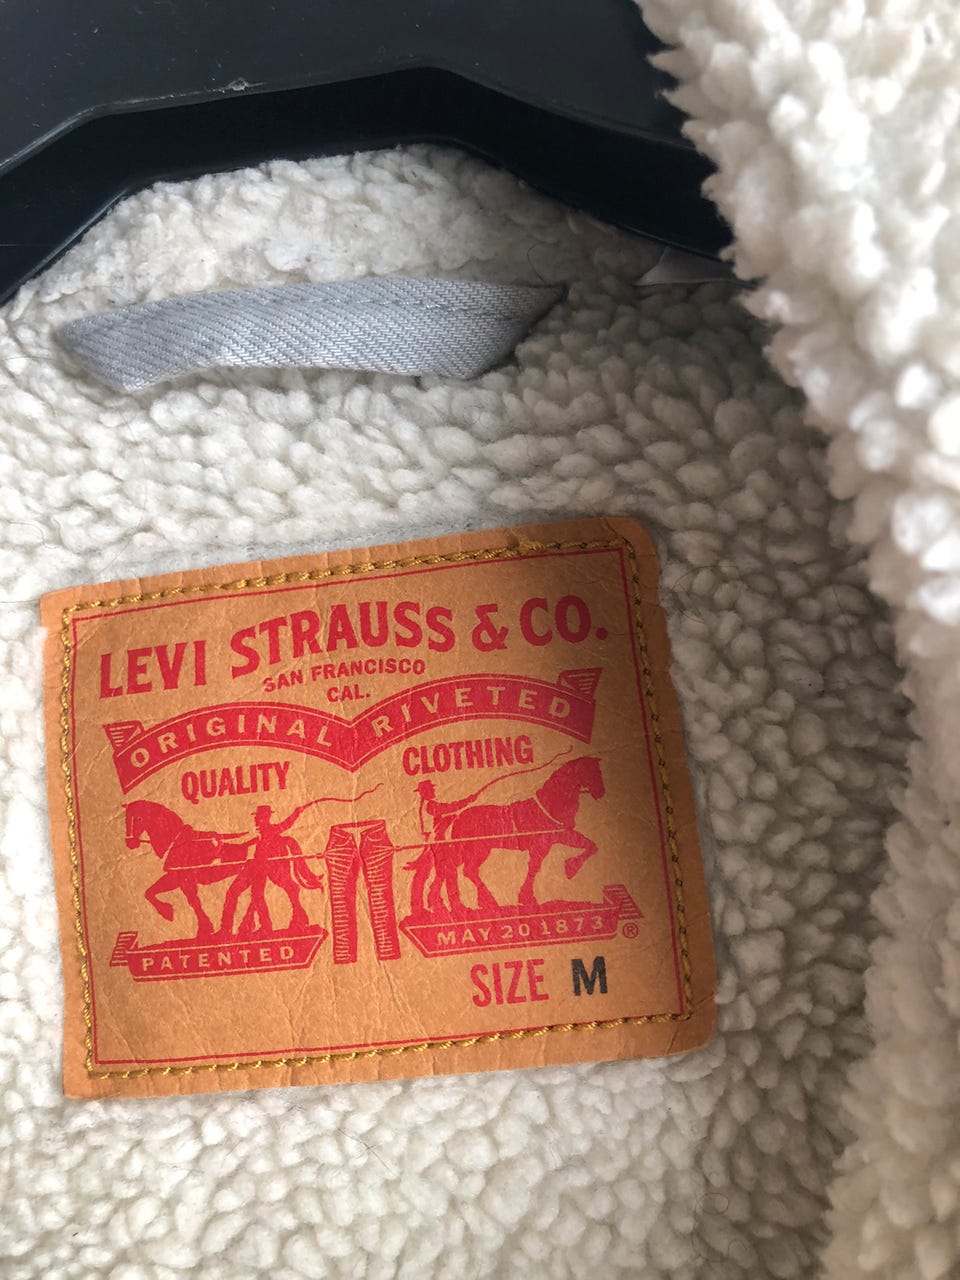 LEVI STRAUSS & CO.
SAN FRANCISCO
CAL.
ORIGINAL RIVETED
QUALITY CLOTHING
PATENTED MAY 20 1873 ®
SIZE M